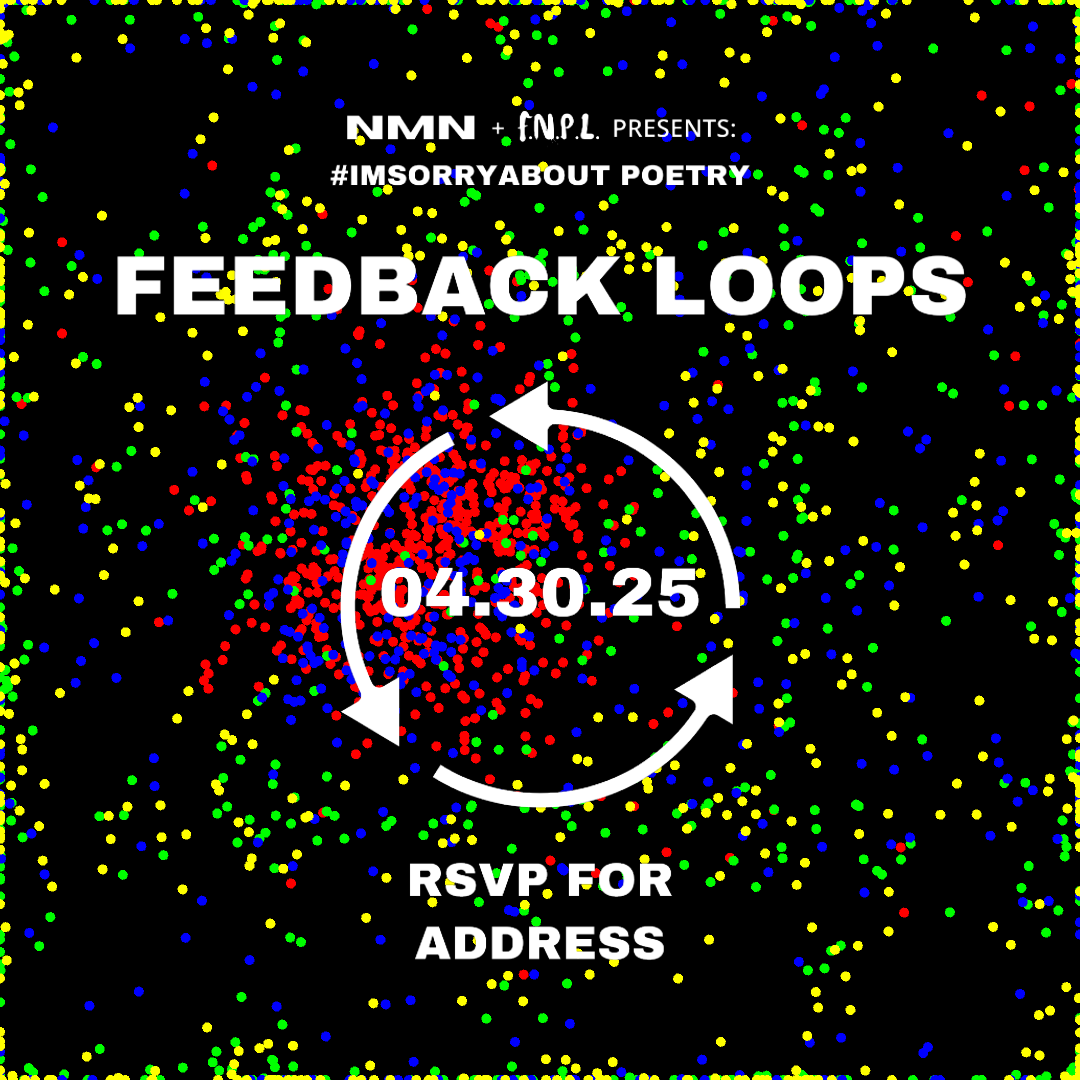 NMN + F.N.P.L. PRESENTS:
#IMSORRYABOUT POETRY
FEEDBACK LOOPS
04.30.25
RSVP FOR
ADDRESS